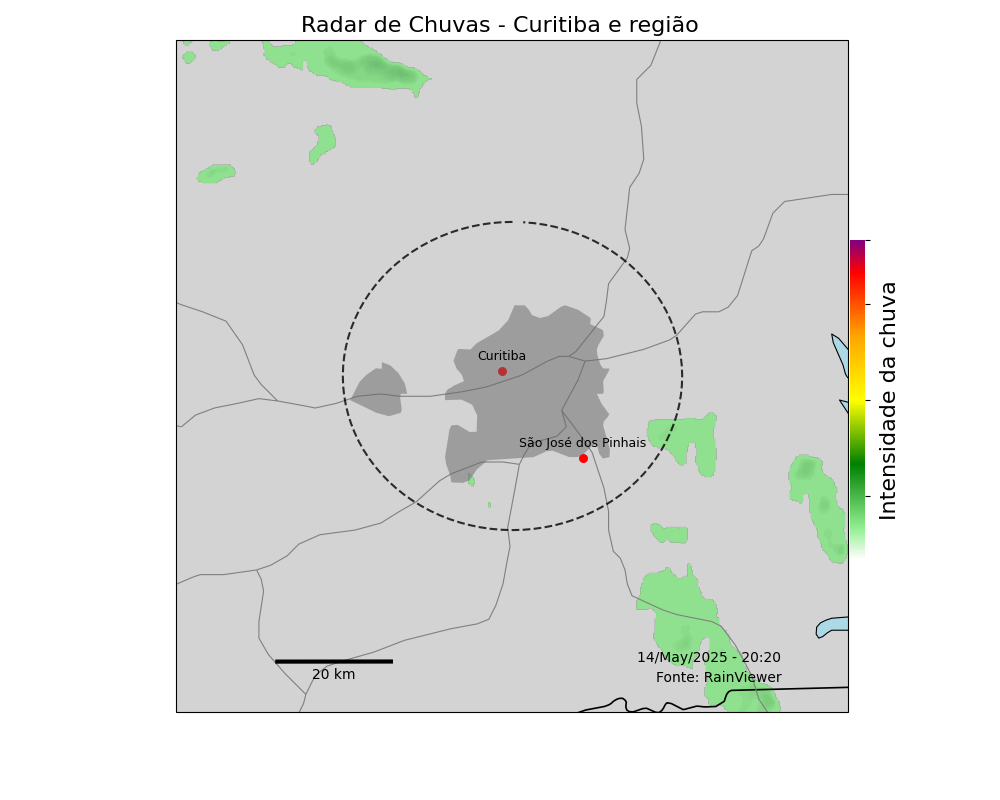 Radar de Chuvas - Curitiba e região
Curitiba
São José dos Pinhais
Intensidade da chuva
14/May/2025 - 20:20
Fonte: RainViewer
20 km